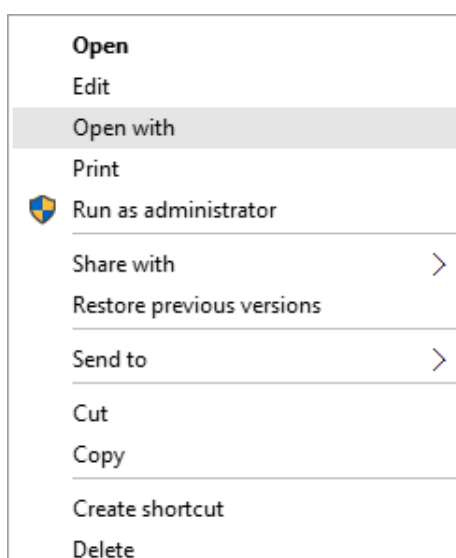 Open
Edit
Open with
Print
Run as administrator
Share with
Restore previous versions
Send to
Cut
Copy
Create shortcut
Delete